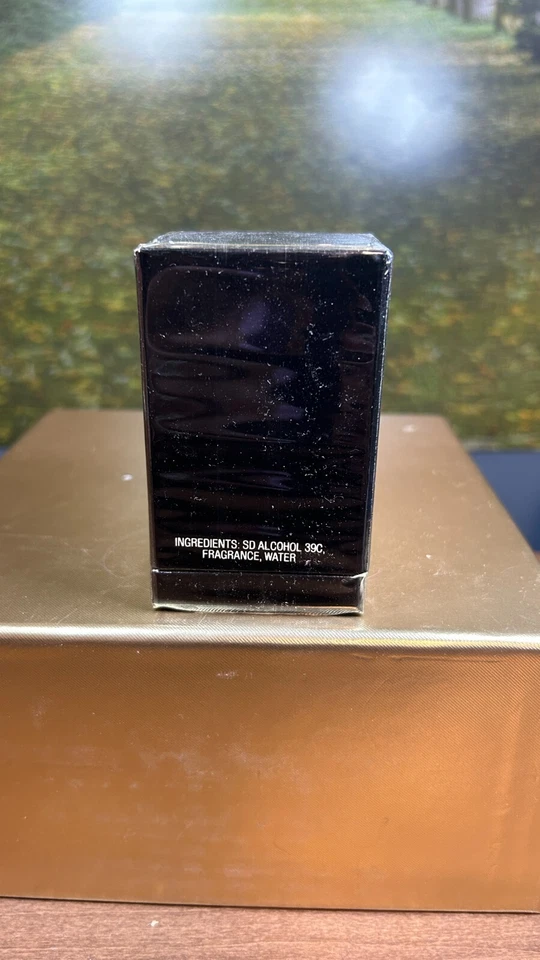 INGREDIENTS: SD ALCOHOL 39C,
FRAGRANCE, WATER